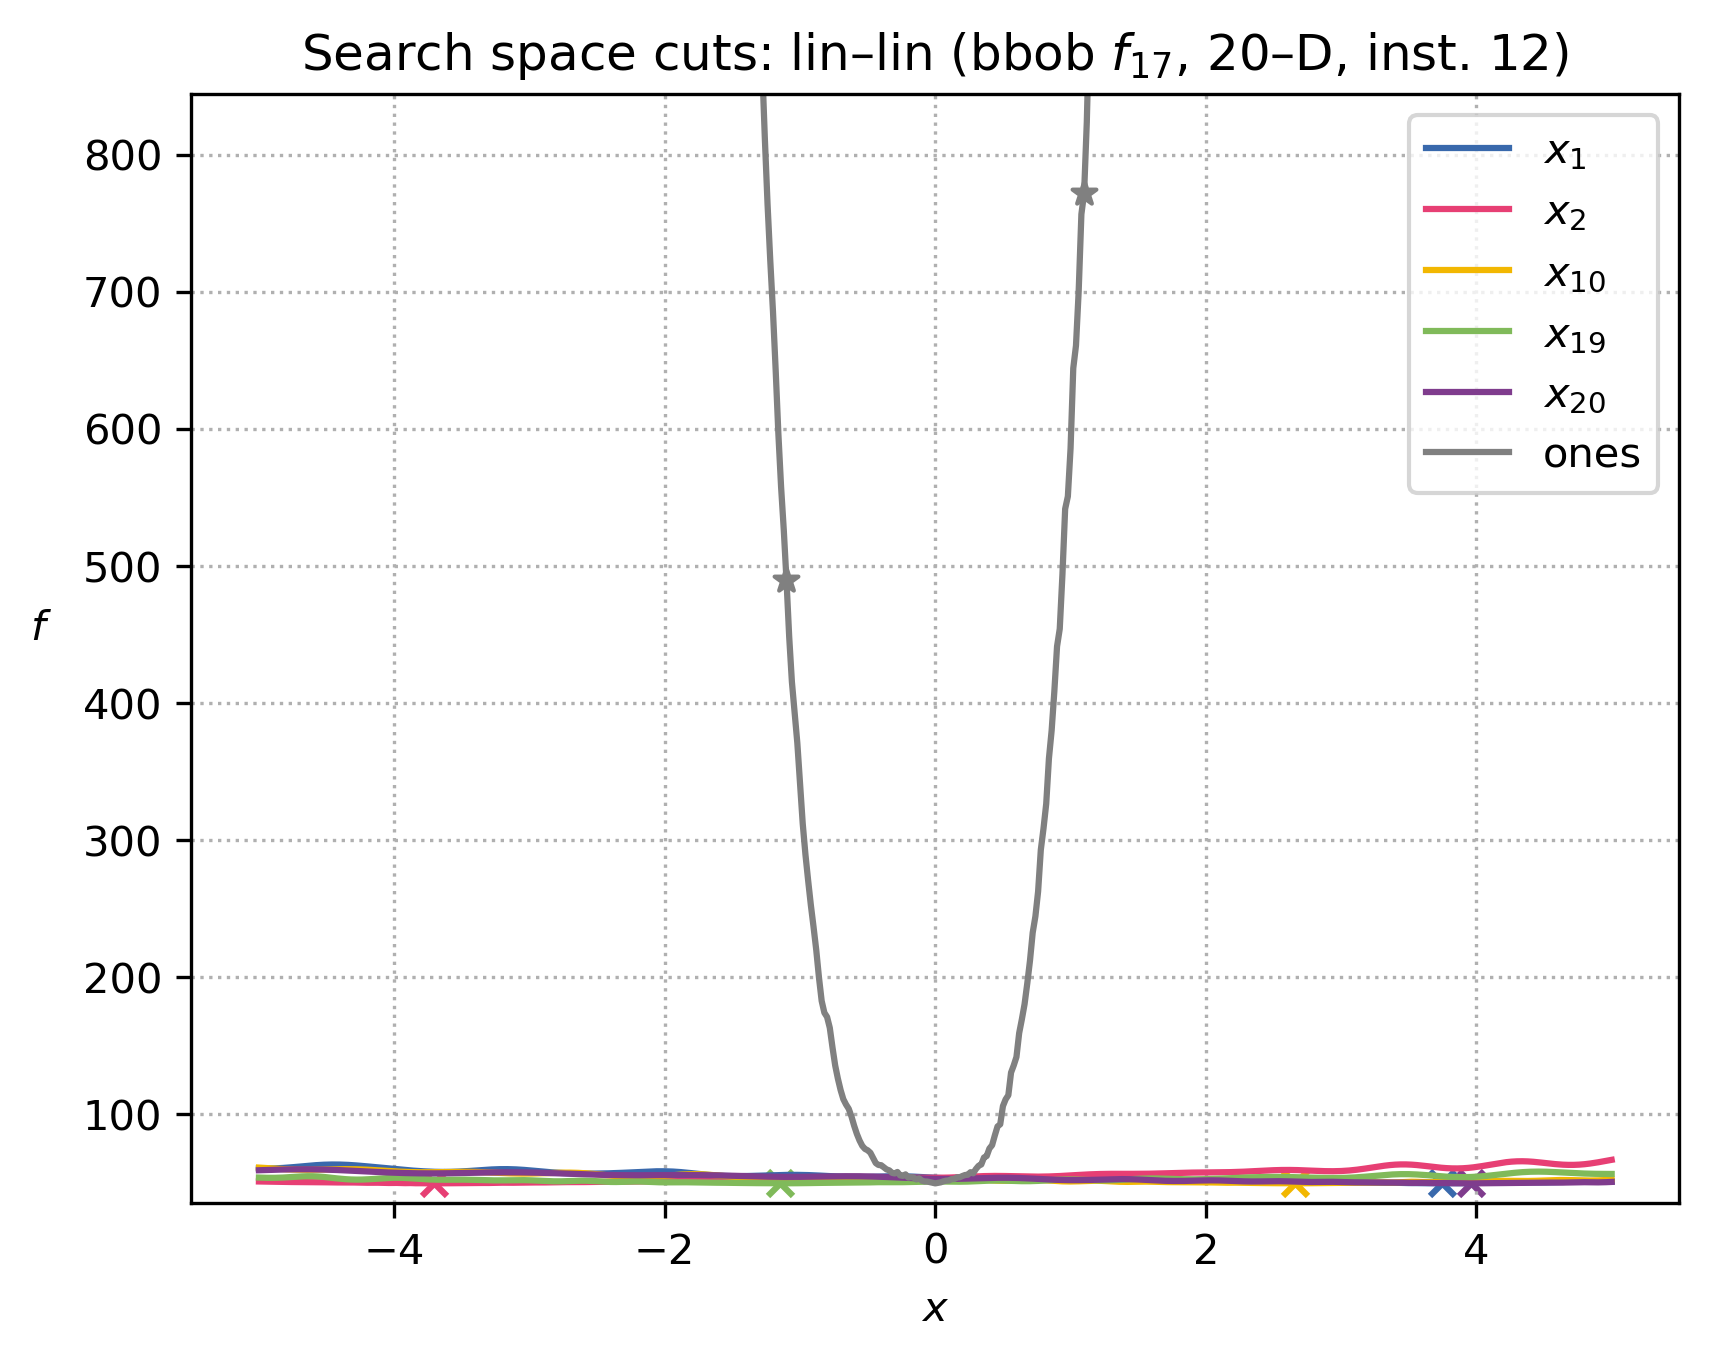 Search space cuts: lin–lin (bbob f17, 20–D, inst. 12)
800
700
600
500
400
300
200
100
f
−4
−2
0
2
4
x
x1
x2
x10
x19
x20
ones